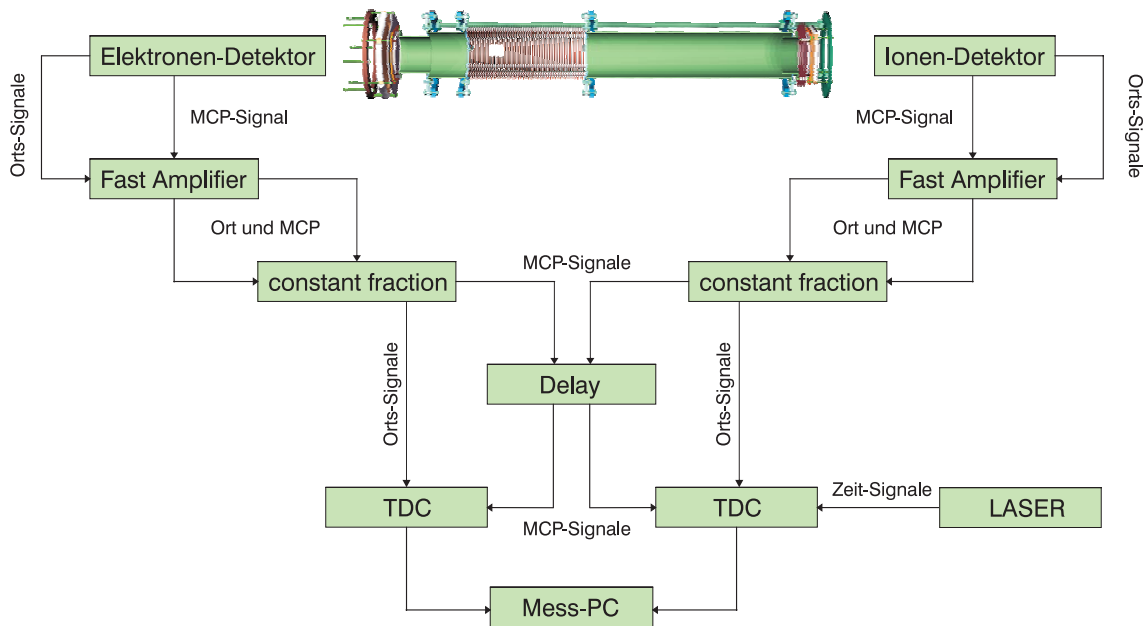 Elektronen-Detektor
Ionen-Detektor
Orts-Signale
MCP-Signal
MCP-Signal
Orts-Signale
Fast Amplifier
Fast Amplifier
Ort und MCP
Ort und MCP
constant fraction
MCP-Signale
constant fraction
Orts-Signale
Orts-Signale
Delay
TDC
MCP-Signale
TDC
Zeit-Signale
LASER
Mess-PC